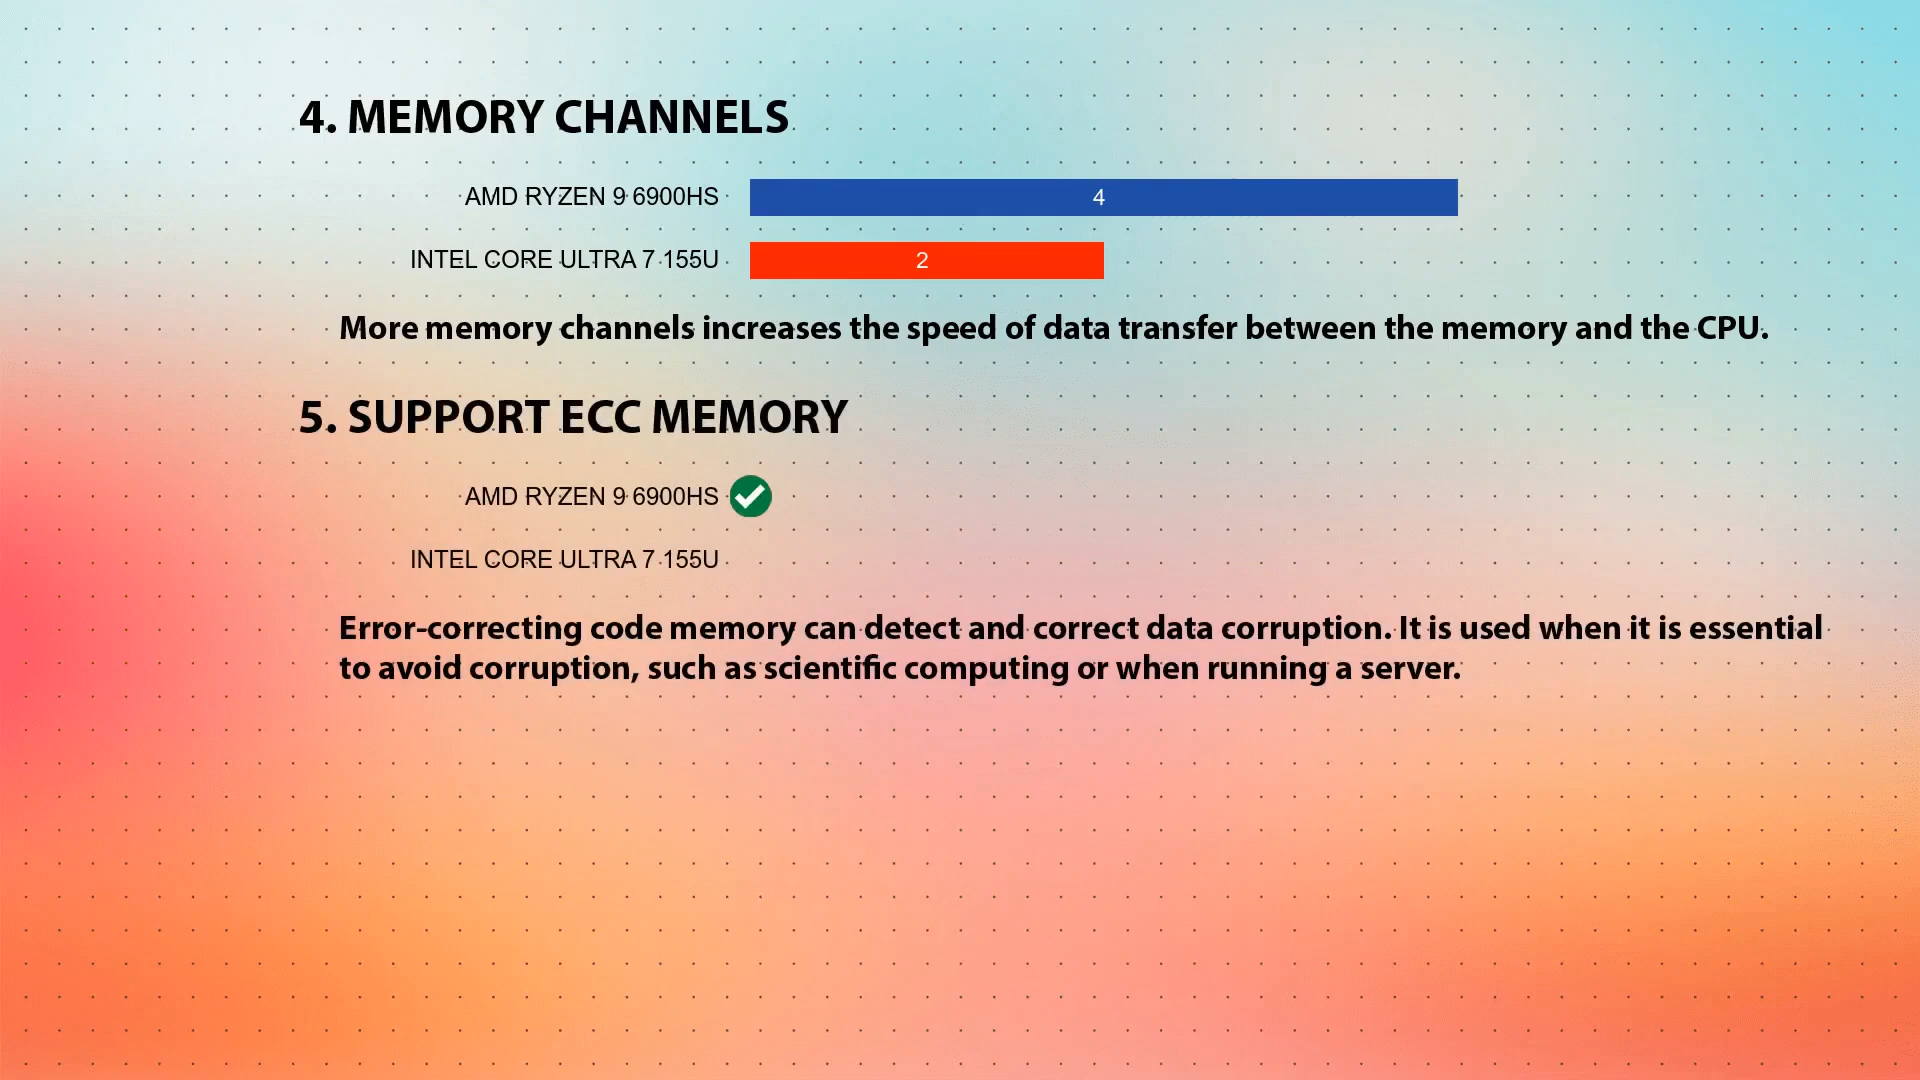 4. MEMORY CHANNELS
AMD RYZEN 9 6900HS
4
INTEL CORE ULTRA 7 155U
2
More memory channels increases the speed of data transfer between the memory and the CPU.
5. SUPPORT ECC MEMORY
AMD RYZEN 9 6900HS
INTEL CORE ULTRA 7 155U
Error-correcting code memory can detect and correct data corruption. It is used when it is essential
to avoid corruption, such as scientific computing or when running a server.